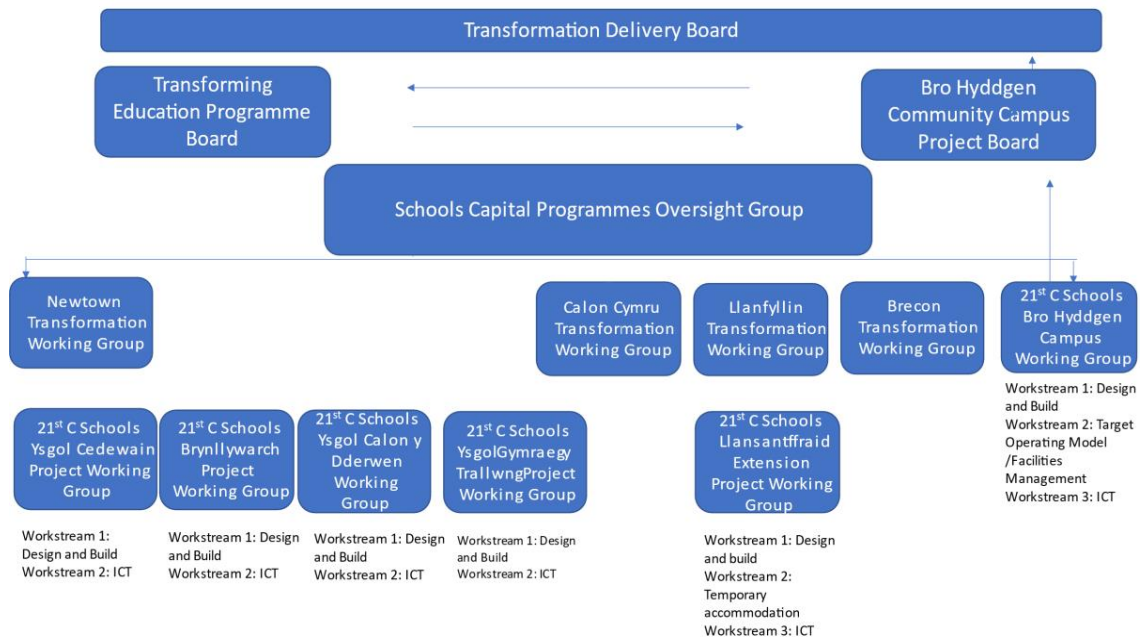 Transformation Delivery Board
Transforming
Education Programme
Board
Bro Hyddgen
Community Campus
Project Board
Schools Capital Programmes Oversight Group
Newtown
Transformation
Working Group
Calon Cymru
Transformation
Working Group
Llanfyllin
Transformation
Working Group
Brecon
Transformation
Working Group
21st C Schools
Bro Hyddgen
Campus
Working Group
Workstream 1: Design
and Build
Workstream 2: Target
Operating Model
/Facilities
Management
Workstream 3: ICT
21st C Schools
Ysgol Cedewain
Project Working
Group
Workstream 1:
Design and Build
Workstream 2: ICT
21st C Schools
Brynllywarch
Project
Working Group
Workstream 1: Design
and Build
Workstream 2: ICT
21st C Schools
Ysgol Calon y
Dderwen
Working
Group
Workstream 1: Design
and Build
Workstream 2: ICT
21st C Schools
YsgolGymraegy
TrallwngProject
Working Group
Workstream 1: Design
and Build
Workstream 2: ICT
21st C Schools
Llansantffraid
Extension
Project Working
Group
Workstream 1: Design
and build
Workstream 2:
Temporary
accommodation
Workstream 3: ICT